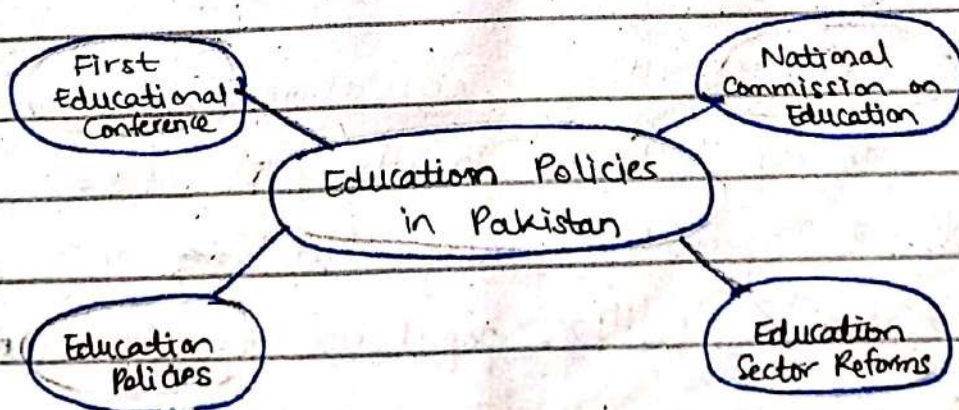 First
Educational
Conference
National
Commission on
Education
Education Policies
in Pakistan
Education
Policies
Education
Sector Reforms